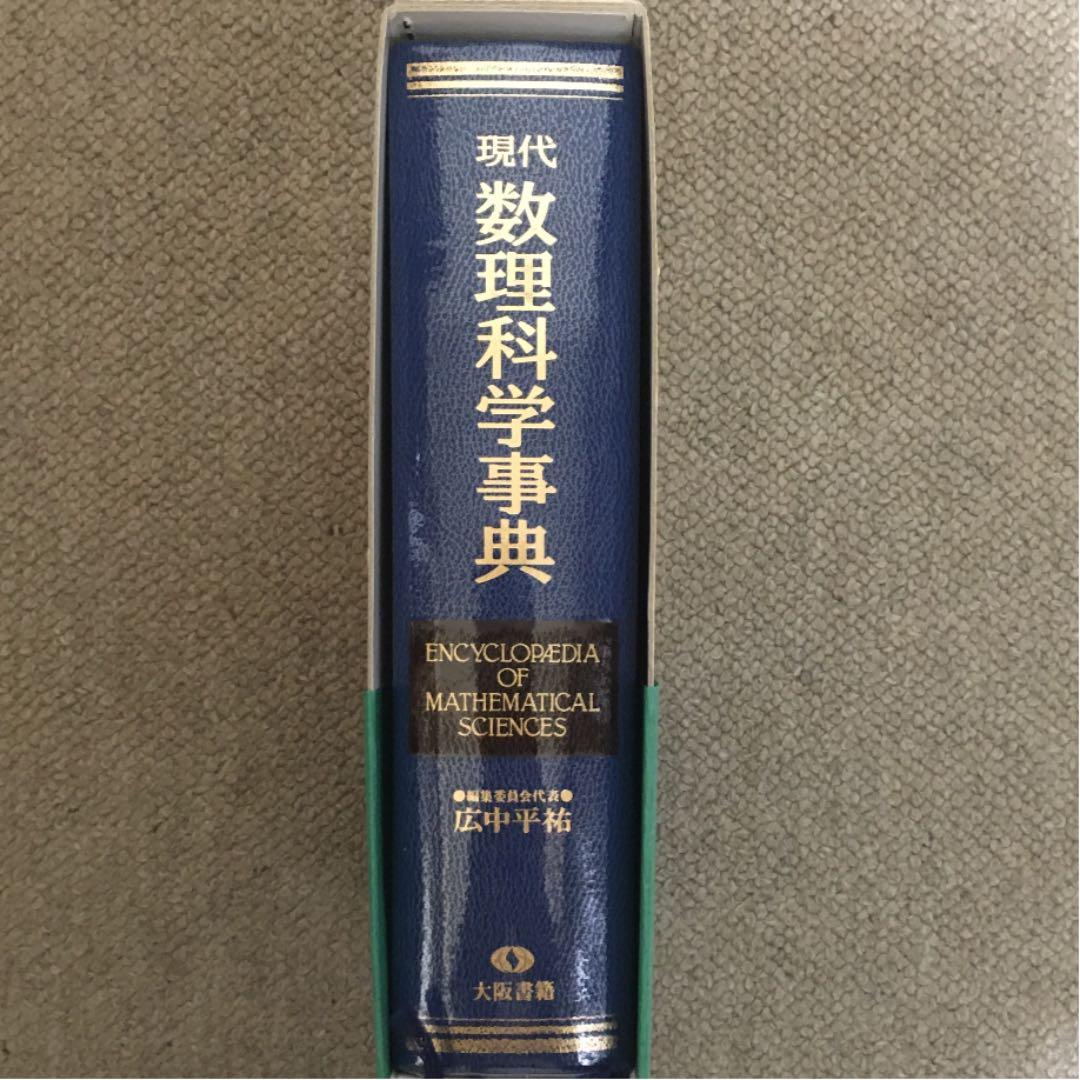 現代
数理科学事典
ENCYCLOPÆDIA
OF
MATHEMATICAL
SCIENCES
●編集委員会代表●
広中平祐
大阪書籍